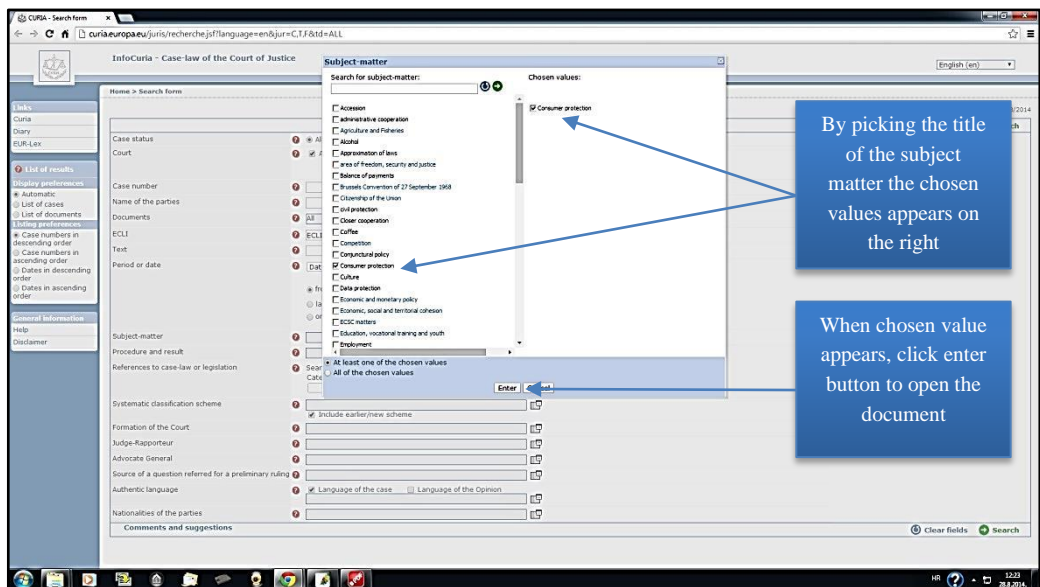 CURIA - Search form
curia.europa.eu/juris/recherche.jsf?language=en&jur=C,T,F&td=ALL
InfoCuria - Case-law of the Court of Justice
English (en)
Home > Search form
Links
Curia
Diary
EUR-Lex
List of results
Display preferences
Automatic
List of cases
List of documents
Listing preferences
Case numbers in
descending order
Case numbers in
ascending order
Dates in descending
order
Dates in ascending
order
General information
Help
Disclaimer
Case status
Court
Case number
Name of the parties
Documents
All
ECLI
ECLI
Text
Period or date
Subject-matter
Procedure and result
References to case-law or legislation
Systematic classification scheme
Include earlier/new scheme
Formation of the Court
Judge-Rapporteur
Advocate General
Source of a question referred for a preliminary ruling
Authentic language
Language of the case
Language of the Opinion
Nationalities of the parties
Comments and suggestions
Clear fields
Search
Subject-matter
Search for subject-matter:
Chosen values:
Accession
administrative cooperation
Agriculture and Fisheries
Alcohol
Approximation of laws
area of freedom, security and justice
Balance of payments
Brussels Convention of 27 September 1968
Citizenship of the Union
civil protection
Closer cooperation
Coffee
Competition
Conjunctural policy
Consumer protection
Culture
Data protection
Economic and monetary policy
Economic, social and territorial cohesion
ECSC matters
Education, vocational training and youth
Employment
Consumer protection
At least one of the chosen values
All of the chosen values
Enter
By picking the title
of the subject
matter the chosen
values appears on
the right
When chosen value
appears, click enter
button to open the
document
HR
12:23
28.8.2014.